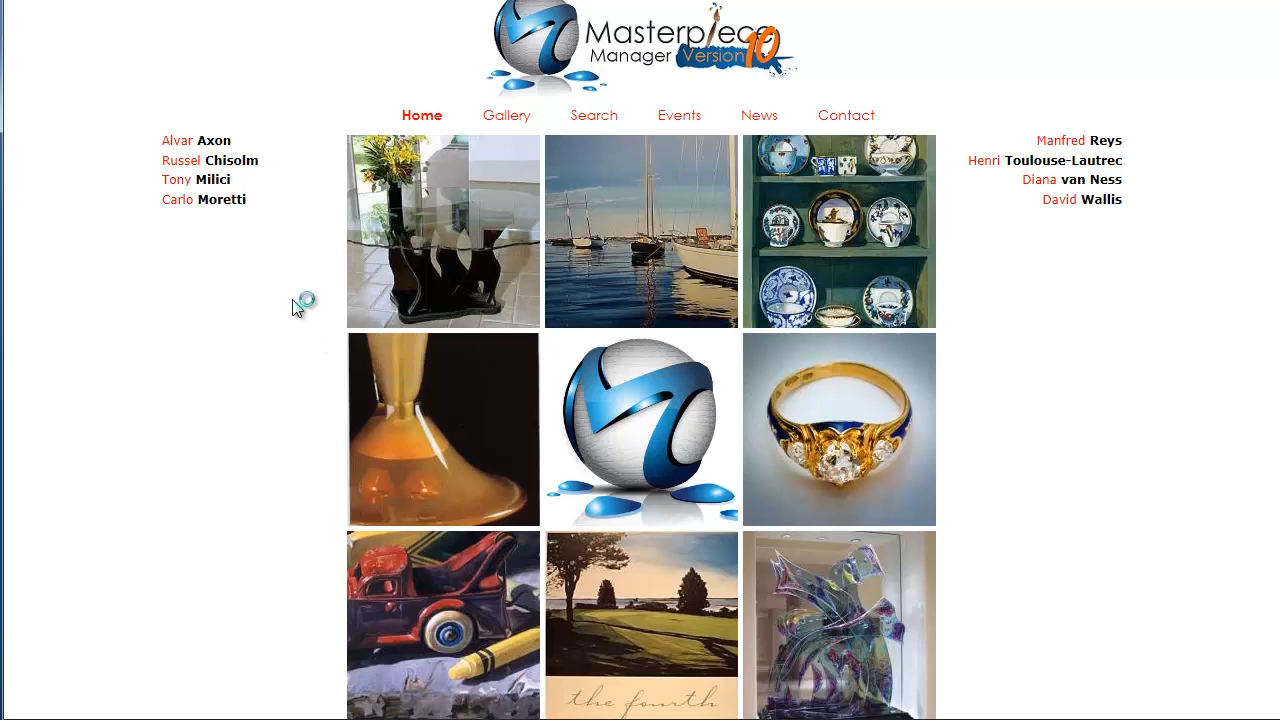 Masterpiece
Manager Version 10
Home Gallery Search Events News Contact
Alvar Axon
Russel Chisolm
Tony Milici
Carlo Moretti
Manfred Reys
Henri Toulouse-Lautrec
Diana van Ness
David Wallis
the fourth